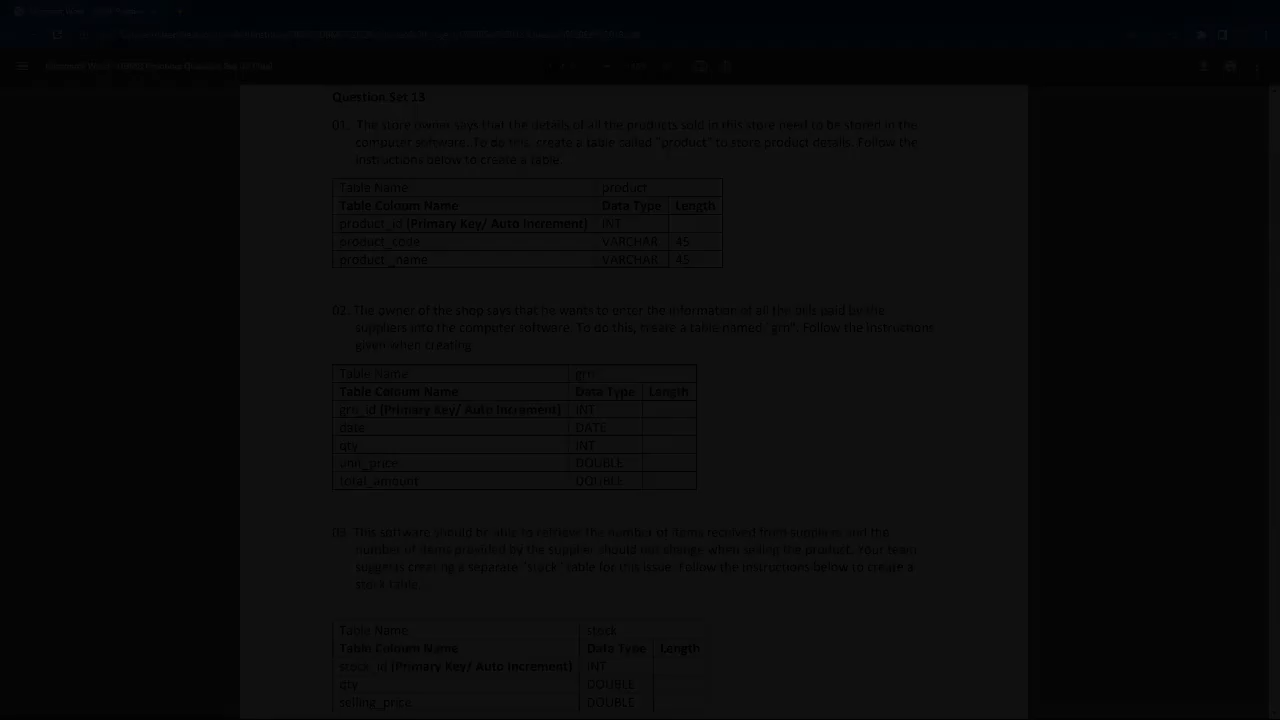 Question Set 13
01. The store owner says that the details of all the products sold in this store need to be stored in the
computer software. To do this, create a table called "product" to store product details. Follow the
instructions below to create a table.
Table Name product
Table Coloum Name Data Type Length
product_id [Primary Key/ Auto Increment] INT
product_code VARCHAR 45
product_name VARCHAR 45
02. The owner of the shop says that he wants to enter the information of all the bills paid by the
suppliers into the computer software. To do this, create a table named "grn". Follow the instructions
given when creating
Table Name grn
Table Coloum Name Data Type Length
grn_id [Primary Key/ Auto Increment] INT
date DATE
qty INT
unit_price DOUBLE
total_amount DOUBLE
03. This software should be able to retrieve the number of items received from suppliers and the
number of items provided by the supplier should not change when selling the product. Your team
suggests creating a separate "stock" table for this issue. Follow the instructions below to create a
stock table.
Table Name stock
Table Coloum Name Data Type Length
stock_id [Primary Key/ Auto Increment] INT
qty DOUBLE
selling_price DOUBLE